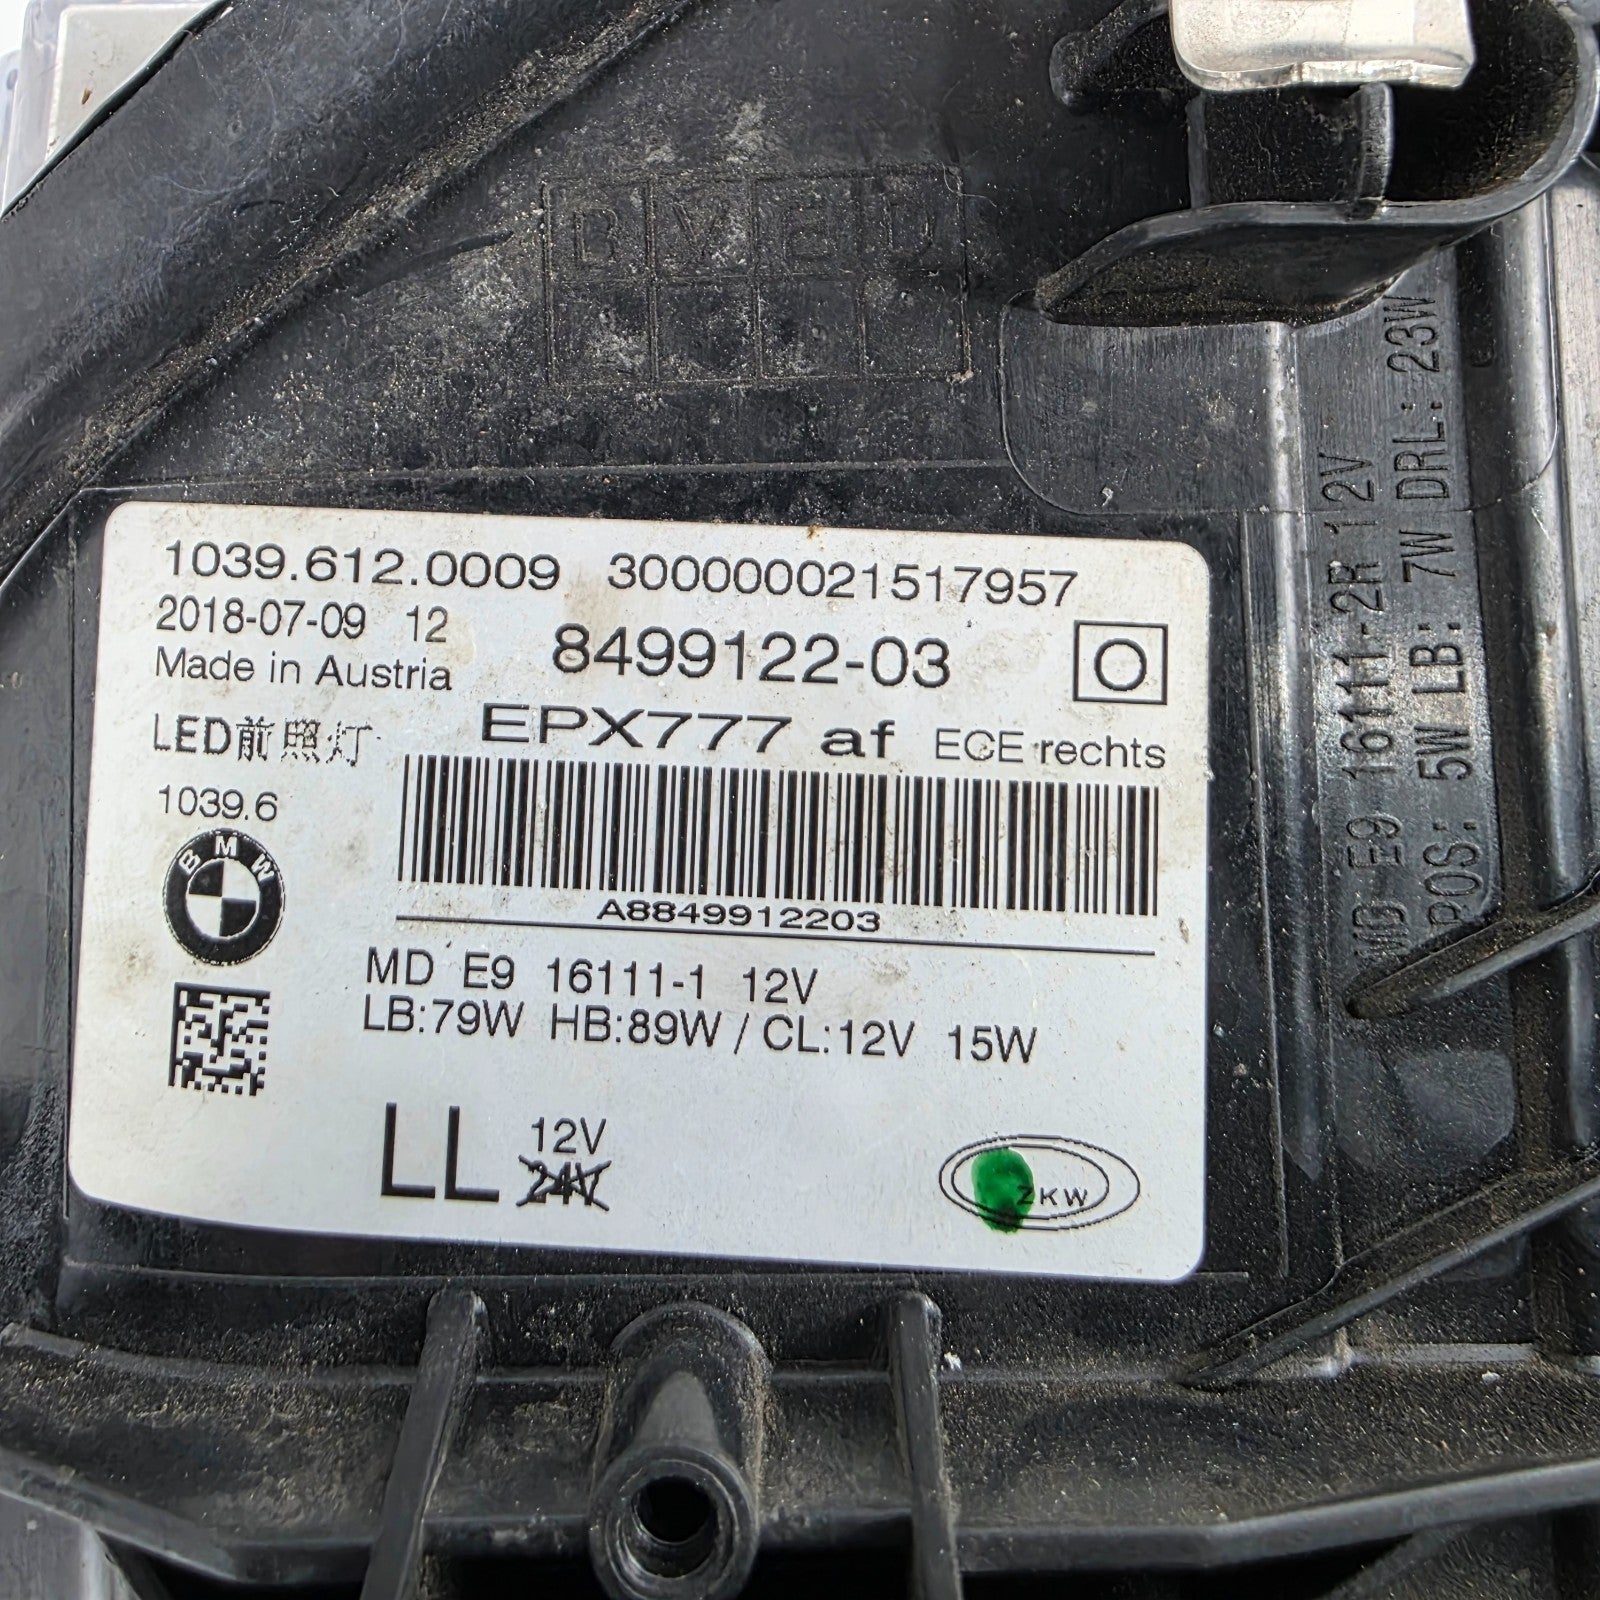 1039.612.0009 300000021517957
2018-07-09 12
8499122-03
Made in Austria
EPX777 af ECE rechts
LED前照灯
1039.6
BMW
A8849912203
MD E9 16111-1 12V
LB:79W HB:89W / CL:12V 15W
LL 12V
24V
ZKW
MD E9 16111-2R 12V
POS: 5W LB: 7W DRL: 23W